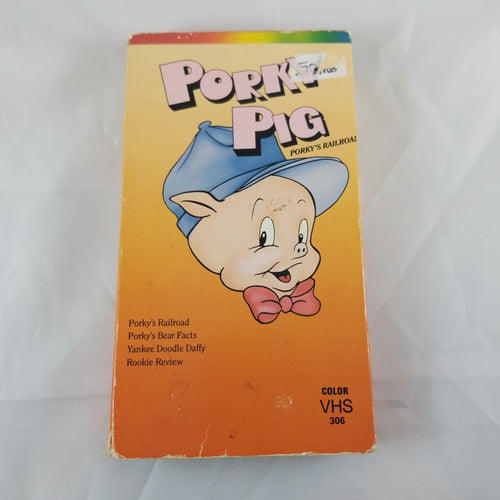 PORKY
PIG
PORKY'S RAILROAD
Porky's Railroad
Porky's Bear Facts
Yankee Doodle Daffy
Rookie Review
COLOR
VHS
306